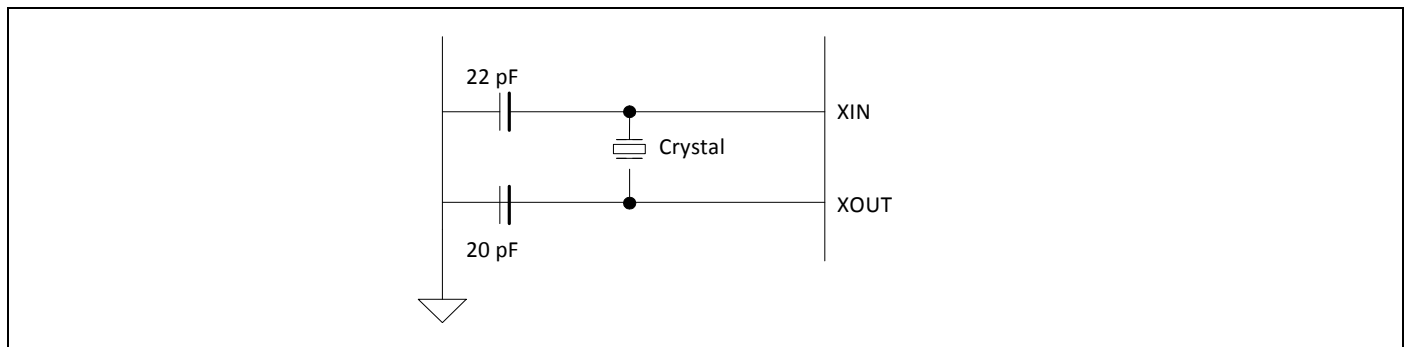 22 pF
XIN
Crystal
XOUT
20 pF